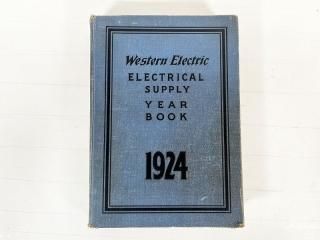 Western Electric
ELECTRICAL
SUPPLY
YEAR
BOOK
1924